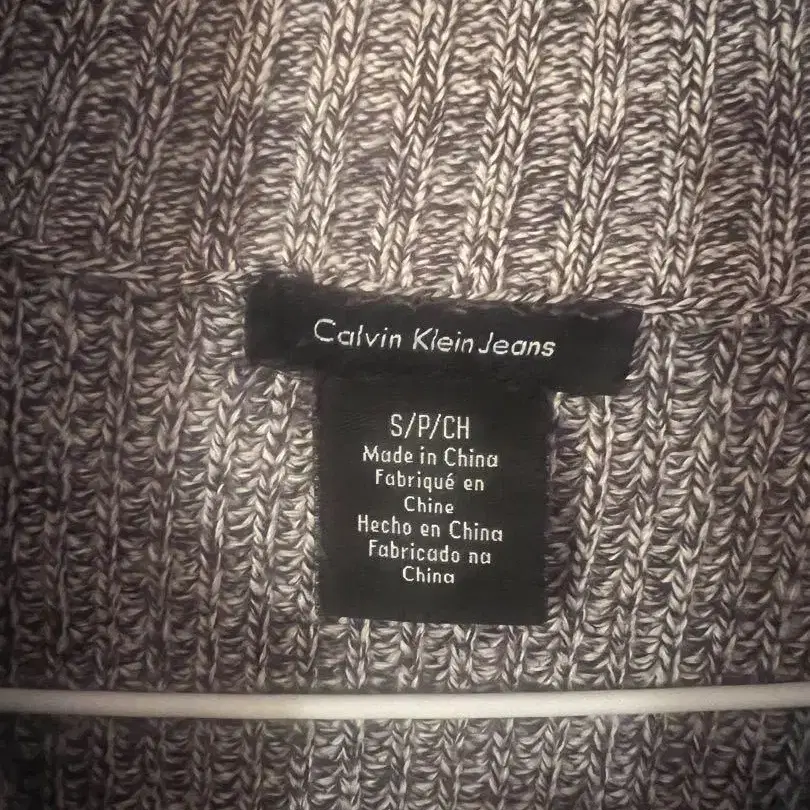 Calvin Klein Jeans
S/P/CH
Made in China
Fabriqué en
Chine
Hecho en China
Fabricado na
China